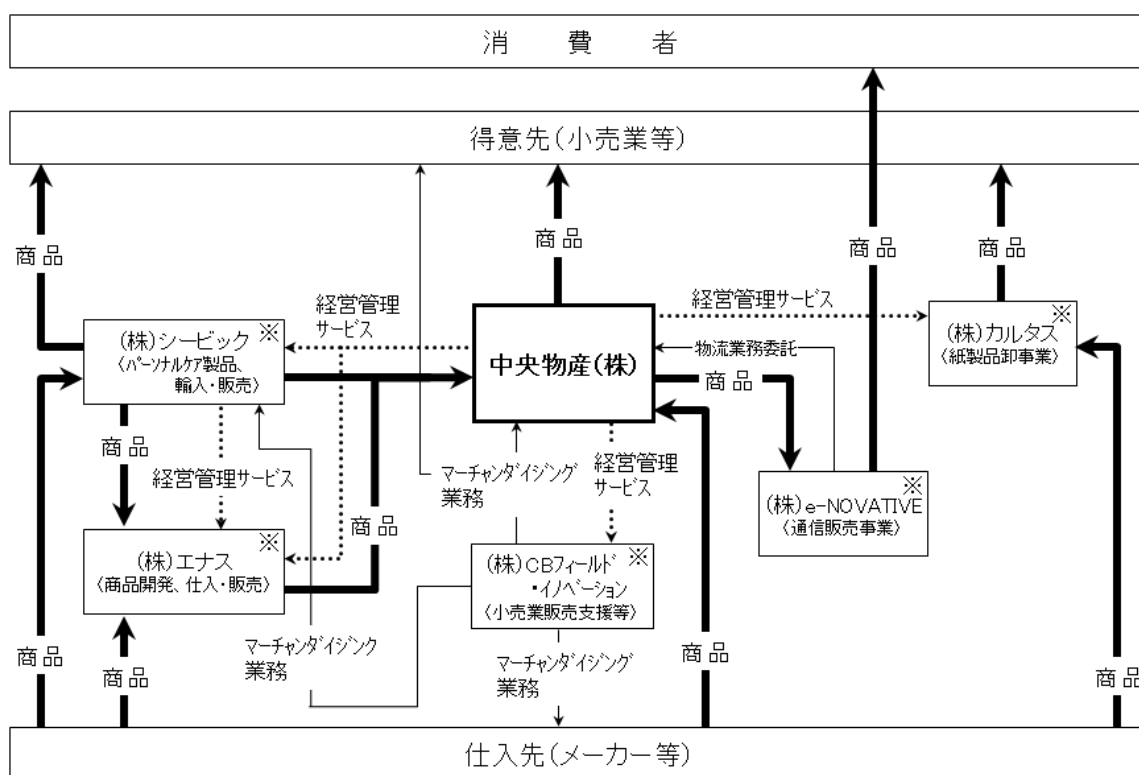 消　費　者
得意先(小売業等)
商品
商品
商品
商品
経営管理
サービス
経営管理サービス
※
(株)シービック
〈パーソナルケア製品、
輸入・販売〉
中央物産(株)
※
(株)カルタス
〈紙製品卸事業〉
物流業務委託
商品
商品
経営管理サービス
マーチャンダイジング
業務
経営管理
サービス
※
(株)e-NOVATIVE
〈通信販売事業〉
商品
※
(株)エナス
〈商品開発、仕入・販売〉
※
(株)CBフィールド
・イノベーション
〈小売業販売支援等〉
マーチャンダイジング
業務
マーチャンダイジング
業務
商品
商品
商品
商品
仕入先(メーカー等)